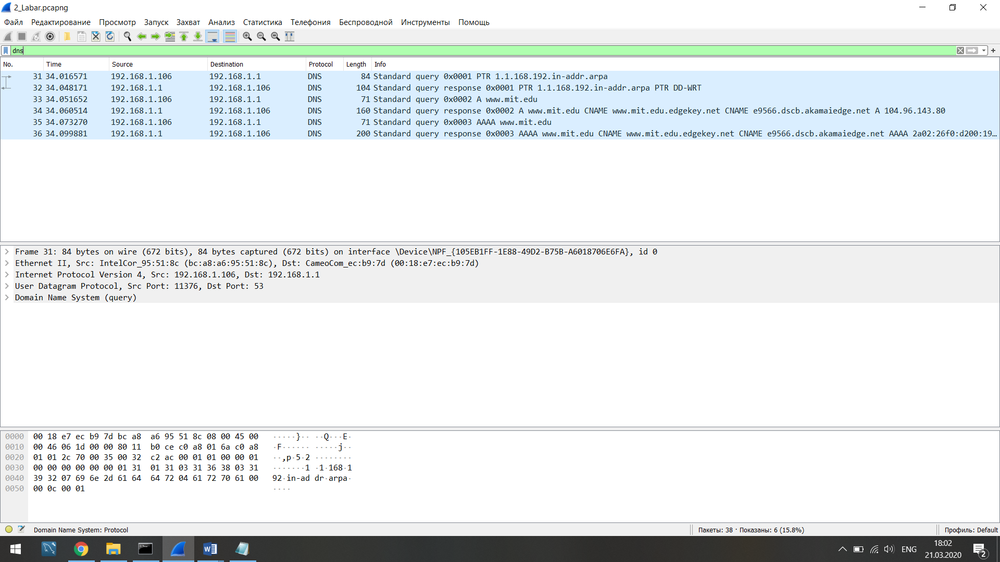 2_Labar.pcapng
Файл Редактирование Просмотр Запуск Захват Анализ Статистика Телефония Беспроводной Инструменты Помощь
dns
No. Time Source Destination Protocol Length Info
31 34.016571 192.168.1.106 192.168.1.1 DNS 84 Standard query 0x0001 PTR 1.1.168.192.in-addr.arpa
32 34.048171 192.168.1.1 192.168.1.106 DNS 104 Standard query response 0x0001 PTR 1.1.168.192.in-addr.arpa PTR DD-WRT
33 34.051652 192.168.1.106 192.168.1.1 DNS 71 Standard query 0x0002 A www.mit.edu
34 34.060514 192.168.1.1 192.168.1.106 DNS 160 Standard query response 0x0002 A www.mit.edu CNAME www.mit.edu.edgekey.net CNAME e9566.dscb.akamaiedge.net A 104.96.143.80
35 34.073270 192.168.1.106 192.168.1.1 DNS 71 Standard query 0x0003 AAAA www.mit.edu
36 34.099881 192.168.1.1 192.168.1.106 DNS 200 Standard query response 0x0003 AAAA www.mit.edu CNAME www.mit.edu.edgekey.net CNAME e9566.dscb.akamaiedge.net AAAA 2a02:26f0:d200:19…
Frame 31: 84 bytes on wire (672 bits), 84 bytes captured (672 bits) on interface \Device\NPF_{105EB1FF-1E88-49D2-B75B-A6018706E6FA}, id 0
Ethernet II, Src: IntelCor_95:51:8c (bc:a8:a6:95:51:8c), Dst: CameoCom_ec:b9:7d (00:18:e7:ec:b9:7d)
Internet Protocol Version 4, Src: 192.168.1.106, Dst: 192.168.1.1
User Datagram Protocol, Src Port: 11376, Dst Port: 53
Domain Name System (query)
0000 00 18 e7 ec b9 7d bc a8 a6 95 51 8c 08 00 45 00 ·····}·· ··Q···E·
0010 00 46 06 1d 00 00 80 11 b0 ce c0 a8 01 6a c0 a8 ·F······ ·····j··
0020 01 01 2c 70 00 35 00 32 c2 ac 00 01 01 00 00 01 ··,p·5·2 ········
0030 00 00 00 00 00 00 01 31 01 31 03 31 36 38 03 31 ·······1 ·1·168·1
0040 39 32 07 69 6e 2d 61 64 64 72 04 61 72 70 61 00 92·in-ad dr·arpa·
0050 00 0c 00 01 ····
Domain Name System: Protocol
Пакеты: 38 · Показаны: 6 (15.8%)
Профиль: Default
ENG
18:02
21.03.2020
2